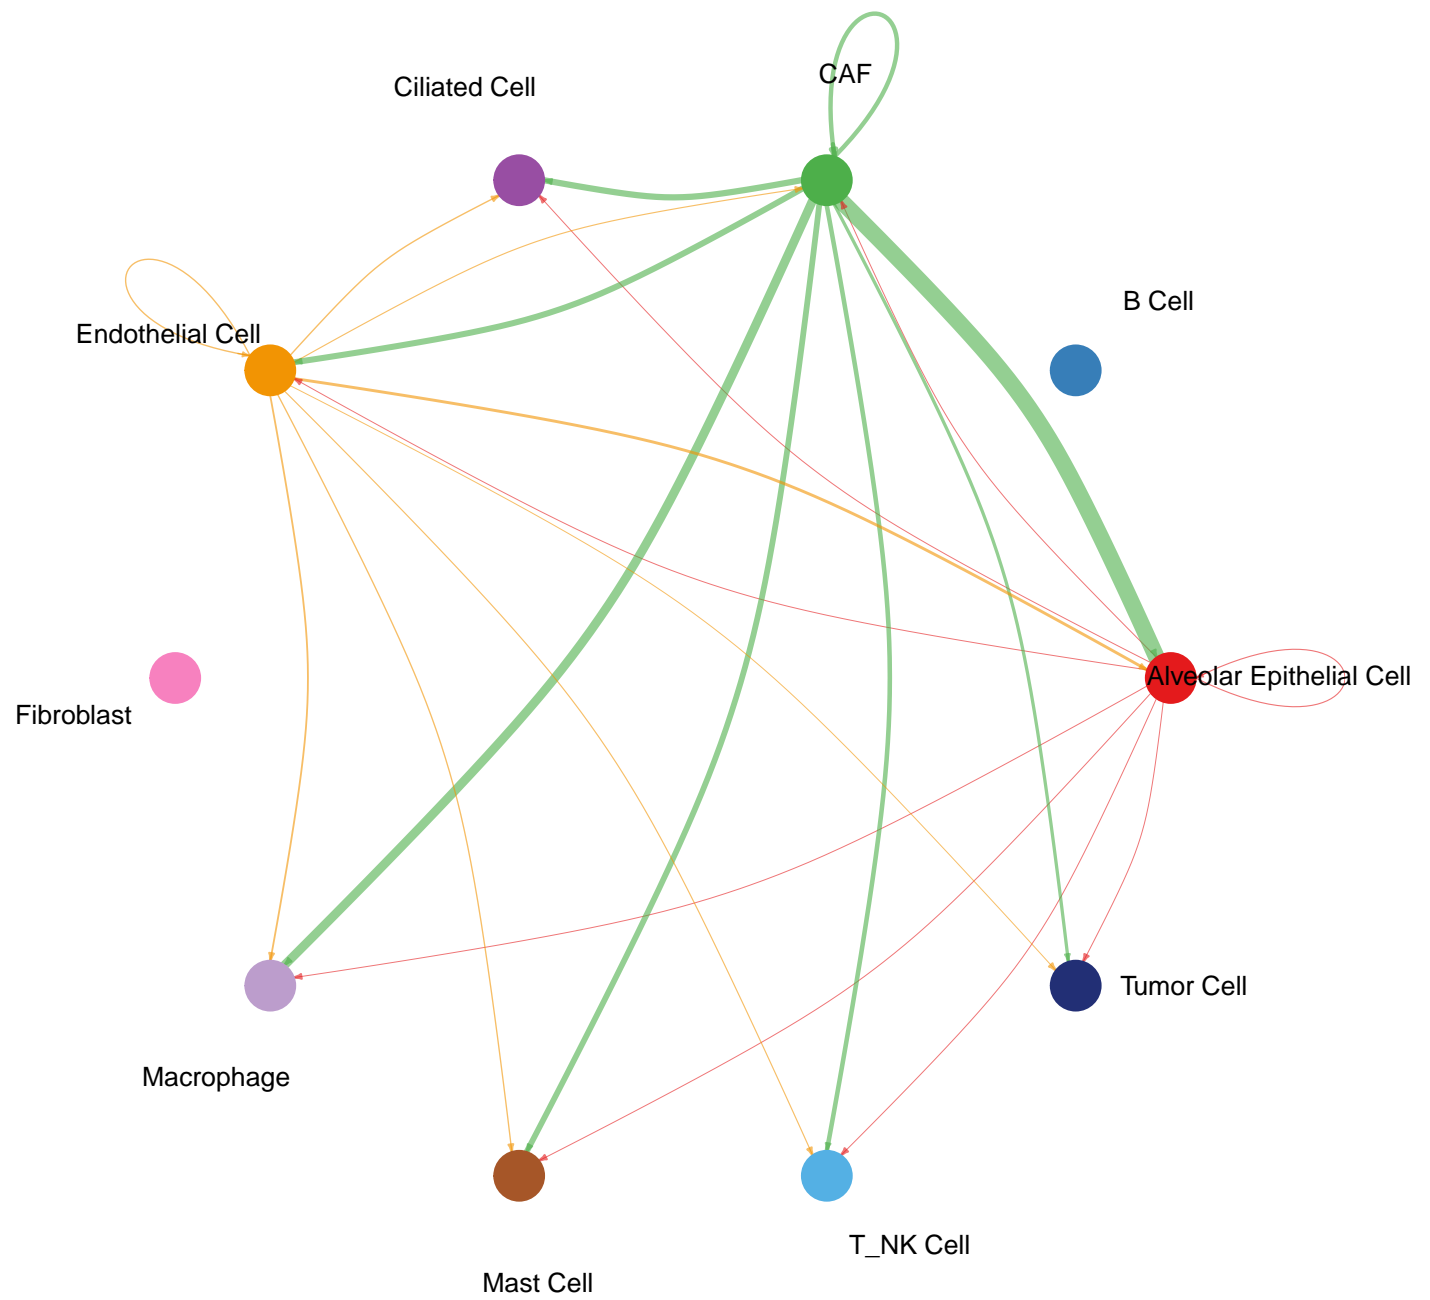 CAF
Ciliated Cell
B Cell
Endothelial Cell
Alveolar Epithelial Cell
Fibroblast
Tumor Cell
Macrophage
T_NK Cell
Mast Cell